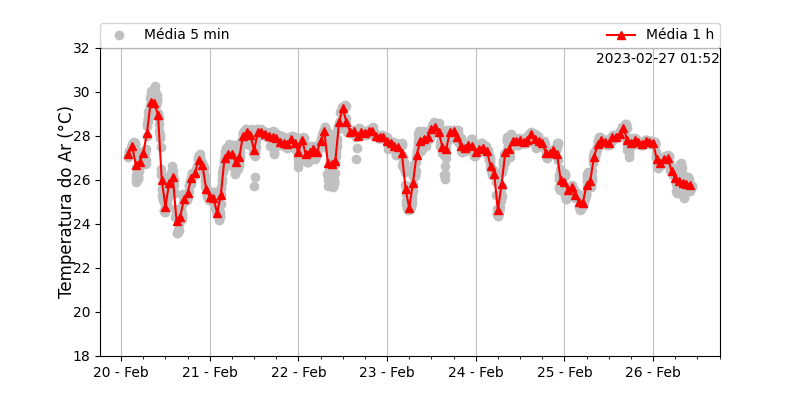 Média 5 min
Média 1 h
2023-02-27 01:52
Temperatura do Ar (°C)
32
30
28
26
24
22
20
18
20 - Feb
21 - Feb
22 - Feb
23 - Feb
24 - Feb
25 - Feb
26 - Feb